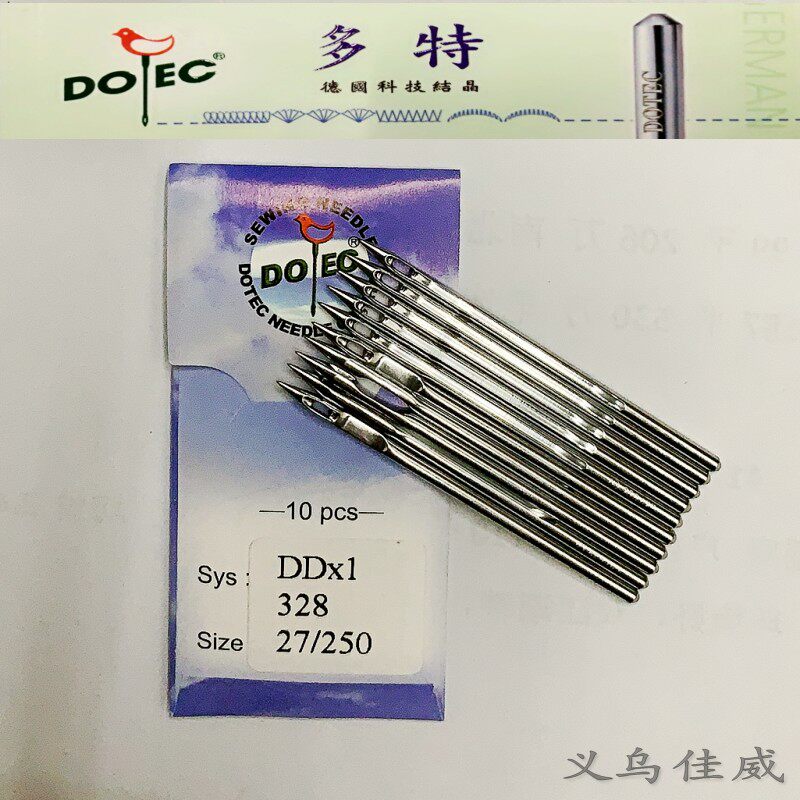 DOTEC®
多特
德國科技結晶
DOTEC
GERMAN
SEWING NEEDLE
DOTEC®
DOTEC NEEDLE
10 pcs
Sys : DDx1
328
Size 27/250
义乌佳威